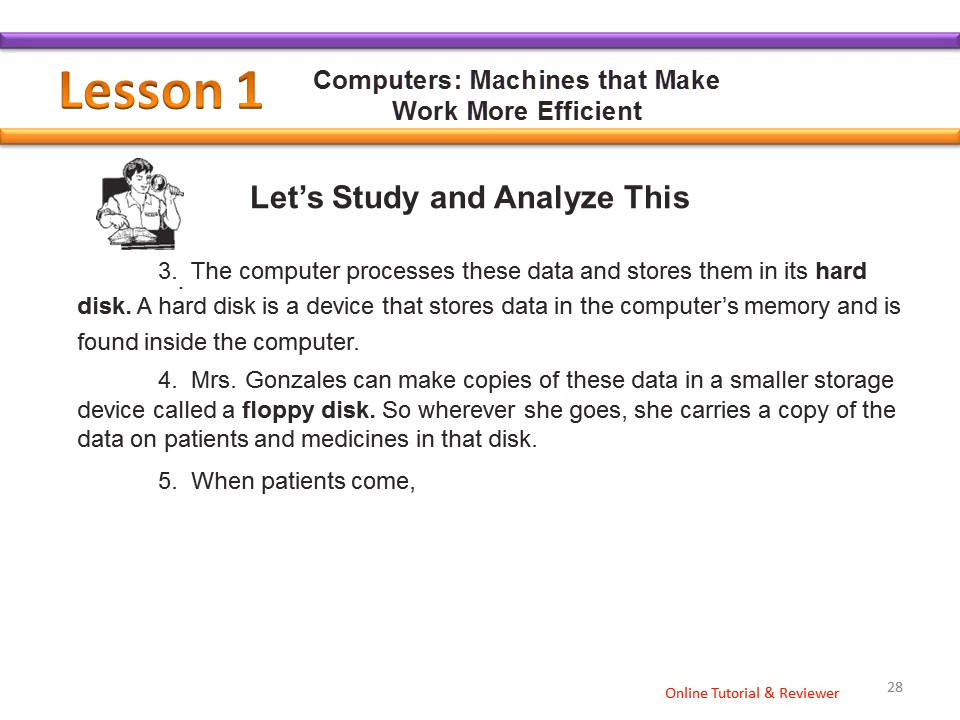 Lesson 1
Computers: Machines that Make
Work More Efficient
Let’s Study and Analyze This
3. The computer processes these data and stores them in its hard
.
disk. A hard disk is a device that stores data in the computer’s memory and is
found inside the computer.
4. Mrs. Gonzales can make copies of these data in a smaller storage
device called a floppy disk. So wherever she goes, she carries a copy of the
data on patients and medicines in that disk.
5. When patients come,
Online Tutorial & Reviewer
28